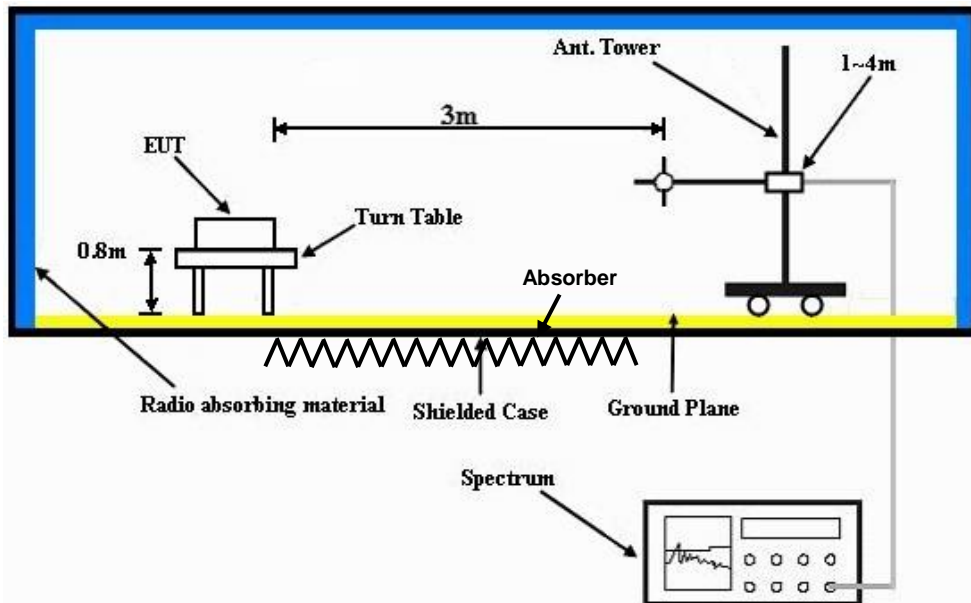 Ant. Tower
1~4m
3m
EUT
Turn Table
0.8m
Absorber
Radio absorbing material
Shielded Case
Ground Plane
Spectrum